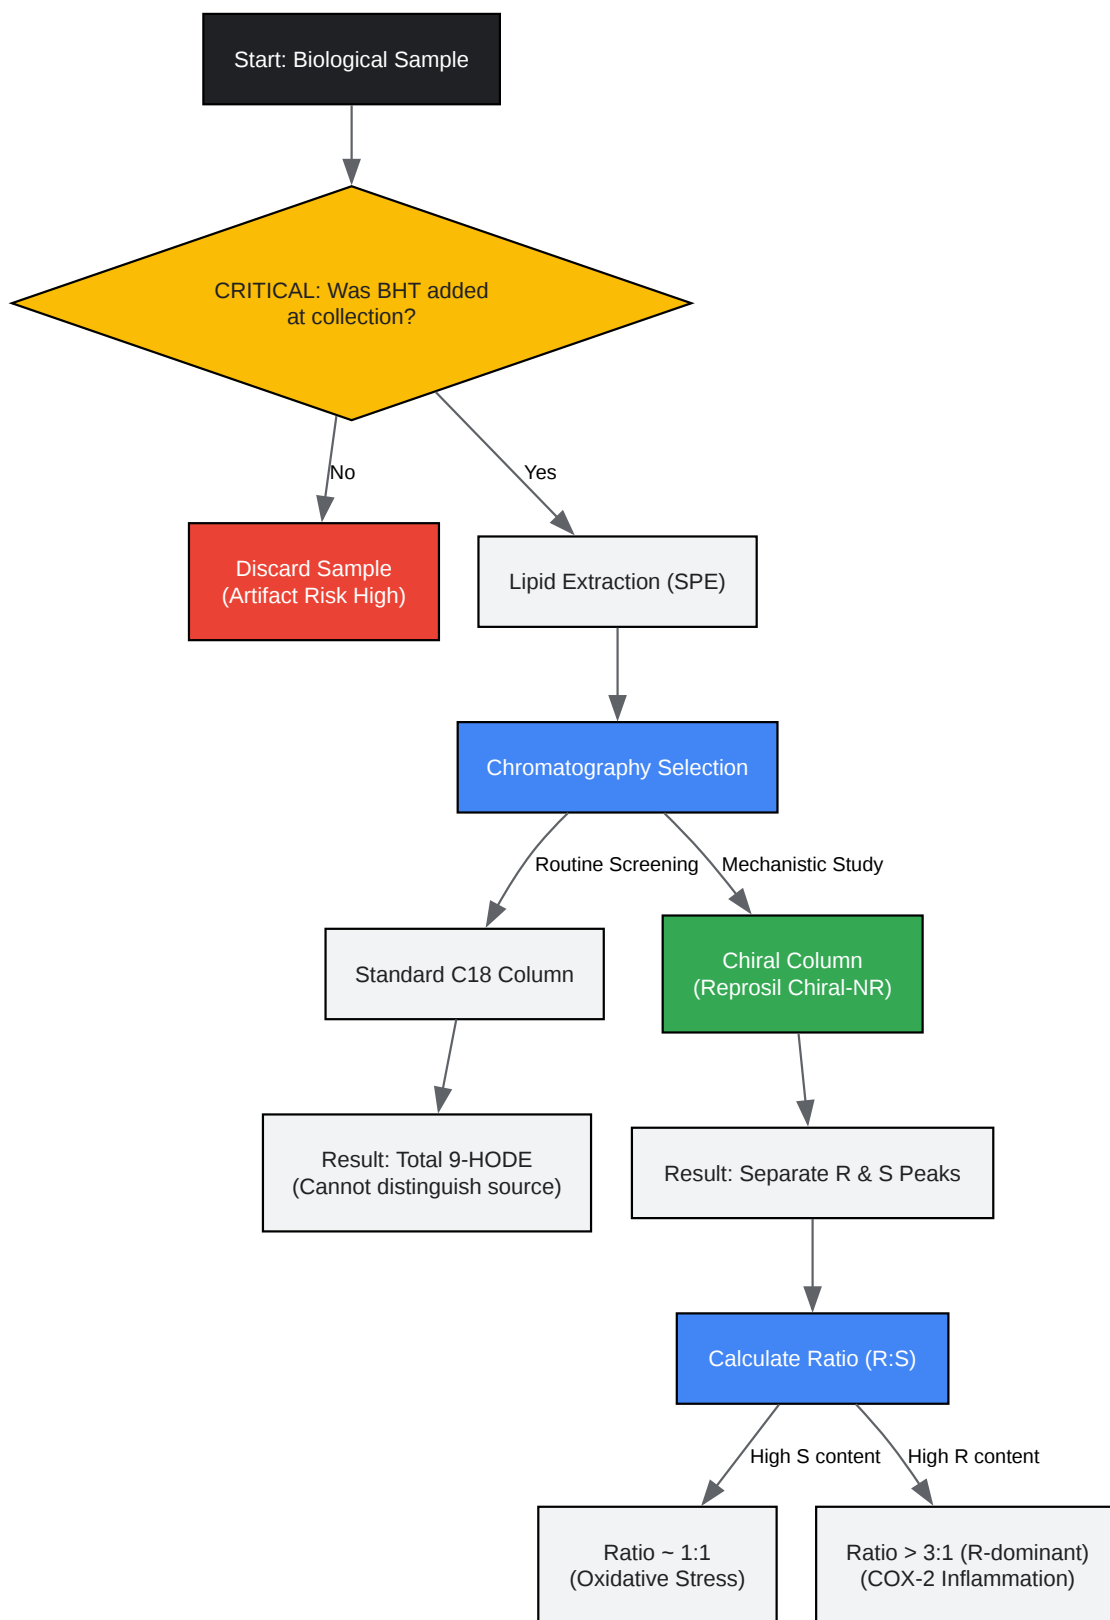 Start: Biological Sample
CRITICAL: Was BHT added
at collection?
No
Yes
Discard Sample
(Artifact Risk High)
Lipid Extraction (SPE)
Chromatography Selection
Routine Screening
Mechanistic Study
Standard C18 Column
Chiral Column
(Reprosil Chiral-NR)
Result: Total 9-HODE
(Cannot distinguish source)
Result: Separate R & S Peaks
Calculate Ratio (R:S)
High S content
High R content
Ratio ~ 1:1
(Oxidative Stress)
Ratio > 3:1 (R-dominant)
(COX-2 Inflammation)